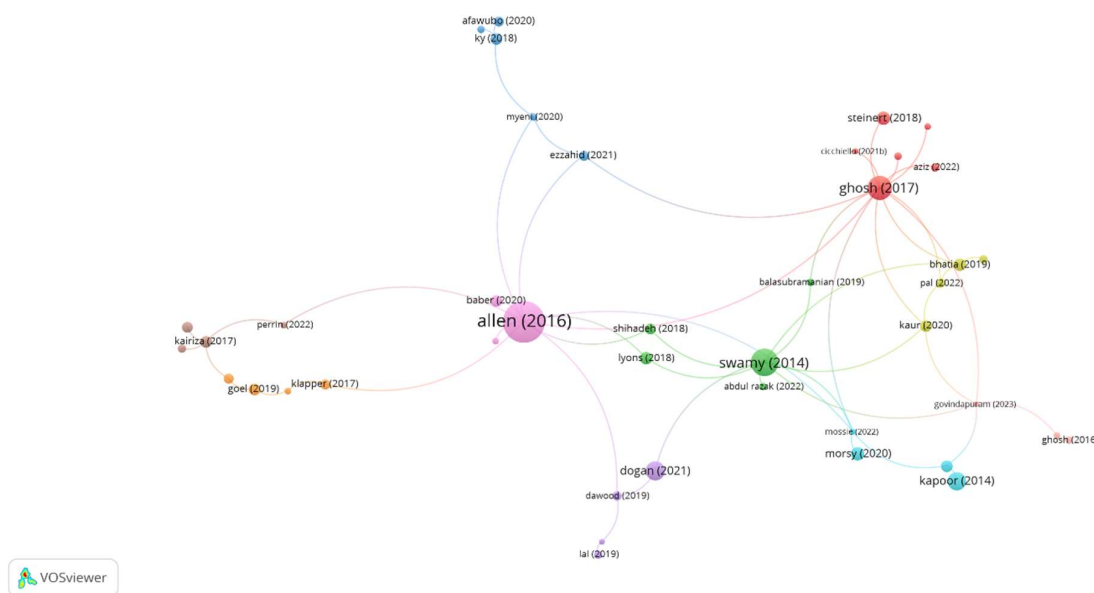 afawubo (2020)
ky (2018)
myeni (2020)
ezzahid (2021)
steinert (2018)
cicchiello (2021b)
aziz (2022)
ghosh (2017)
bhatia (2019)
balasubramanian (2019)
pal (2022)
baber (2020)
allen (2016)
perrin (2022)
shihadeh (2018)
kaur (2020)
kairiza (2017)
lyons (2018)
swamy (2014)
klapper (2017)
goel (2019)
abdul razak (2022)
govindapuram (2023)
mossie (2022)
ghosh (2016
morsy (2020)
dogan (2021)
kapoor (2014)
dawood (2019)
lal (2019)
VOSviewer